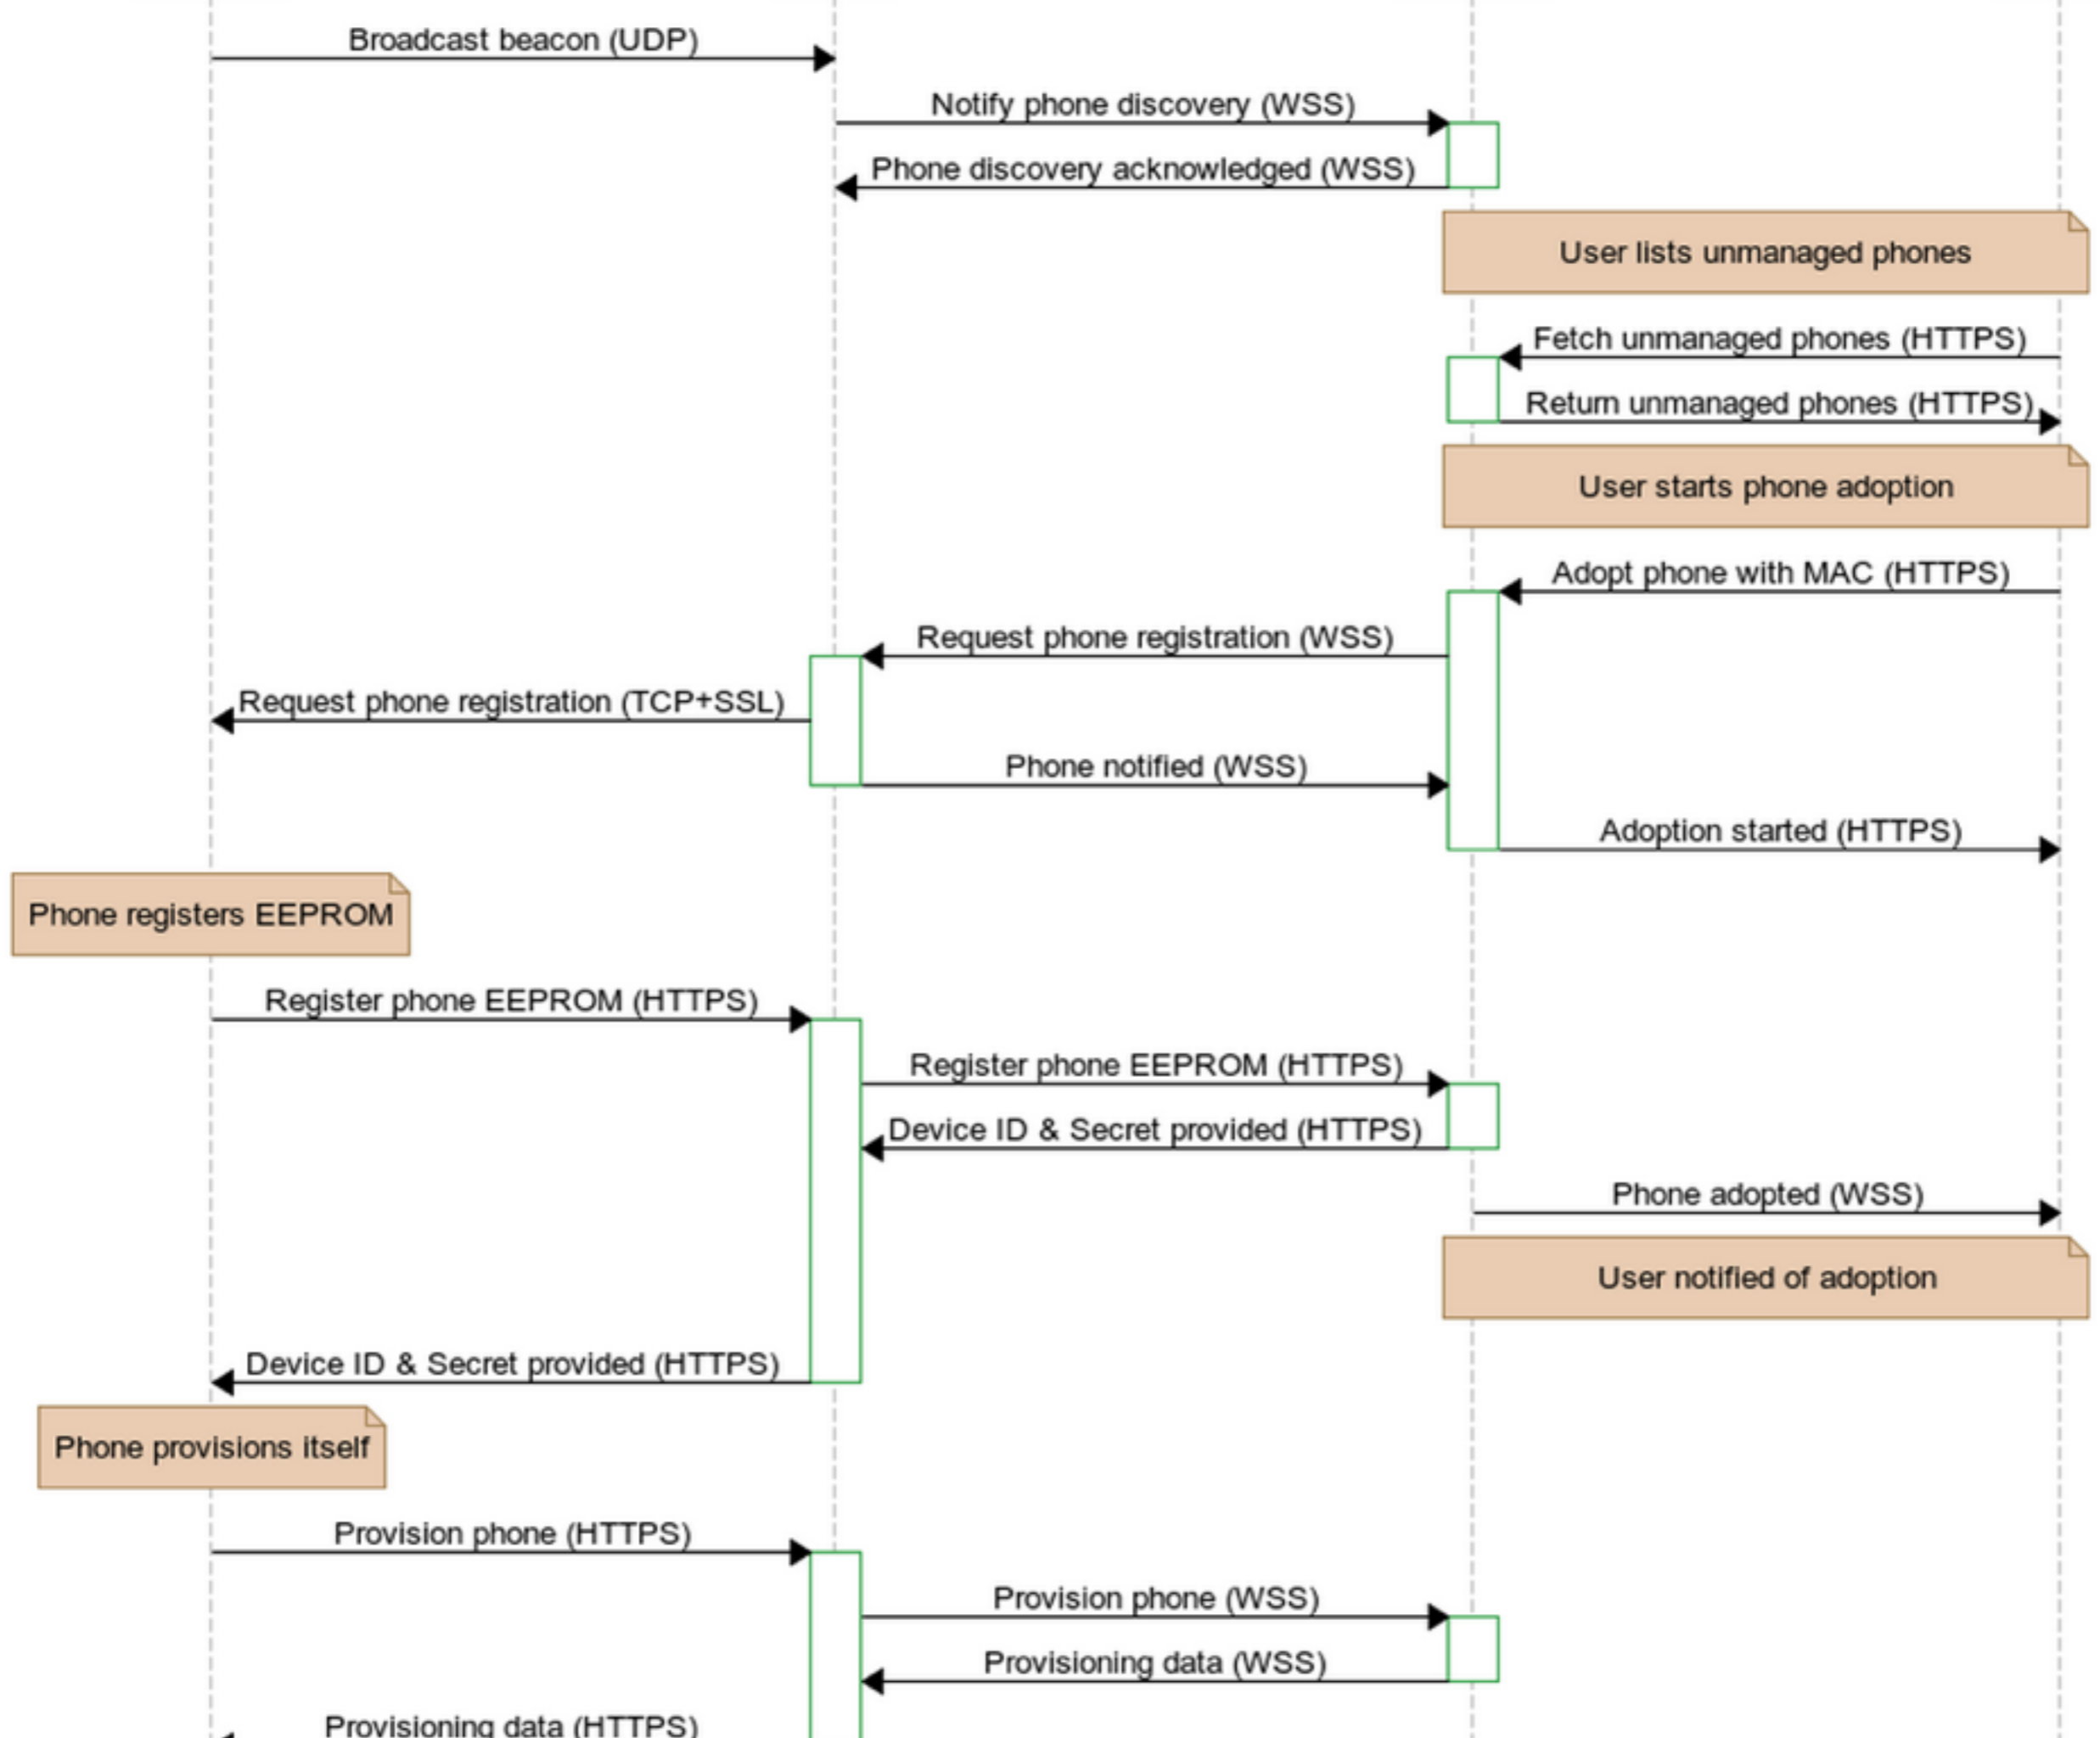 Broadcast beacon (UDP)
Notify phone discovery (WSS)
Phone discovery acknowledged (WSS)
User lists unmanaged phones
Fetch unmanaged phones (HTTPS)
Return unmanaged phones (HTTPS)
User starts phone adoption
Adopt phone with MAC (HTTPS)
Request phone registration (WSS)
Request phone registration (TCP+SSL)
Phone notified (WSS)
Adoption started (HTTPS)
Phone registers EEPROM
Register phone EEPROM (HTTPS)
Register phone EEPROM (HTTPS)
Device ID & Secret provided (HTTPS)
Phone adopted (WSS)
User notified of adoption
Device ID & Secret provided (HTTPS)
Phone provisions itself
Provision phone (HTTPS)
Provision phone (WSS)
Provisioning data (WSS)
Provisioning data (HTTPS)